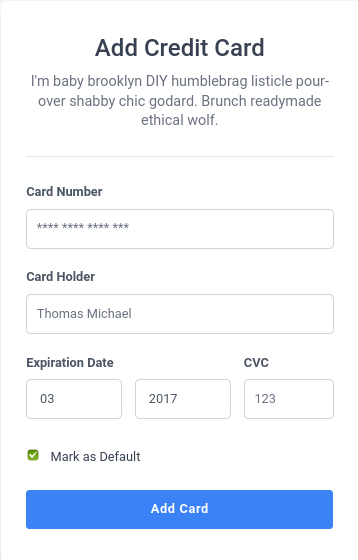 Add Credit Card
I'm baby brooklyn DIY humblebrag listicle pour-
over shabby chic godard. Brunch readymade
ethical wolf.
Card Number
**** **** **** ***
Card Holder
Thomas Michael
Expiration Date CVC
03 2017 123
Mark as Default
Add Card